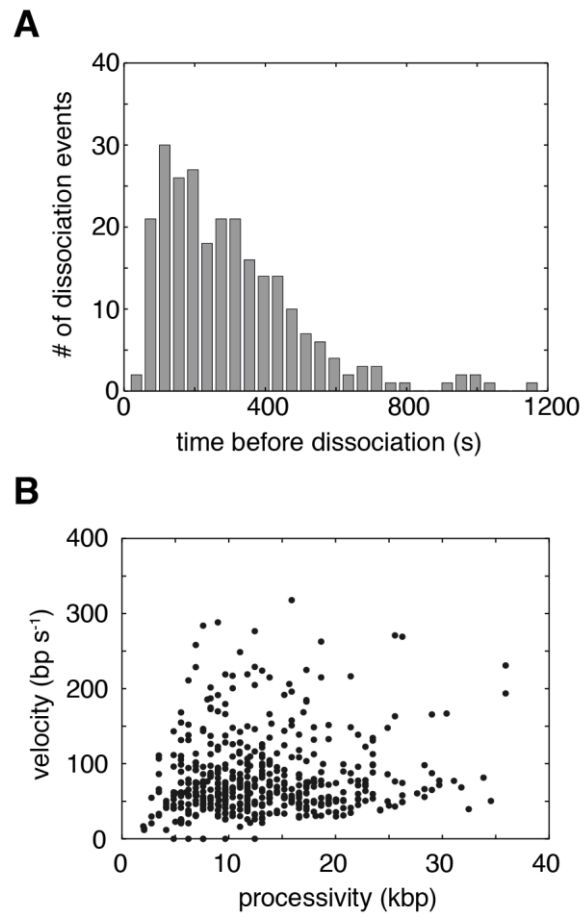 A
40
30
20
10
0
# of dissociation events
0 400 800 1200
time before dissociation (s)
B
400
300
200
100
0
velocity (bp s⁻¹)
0 10 20 30 40
processivity (kbp)